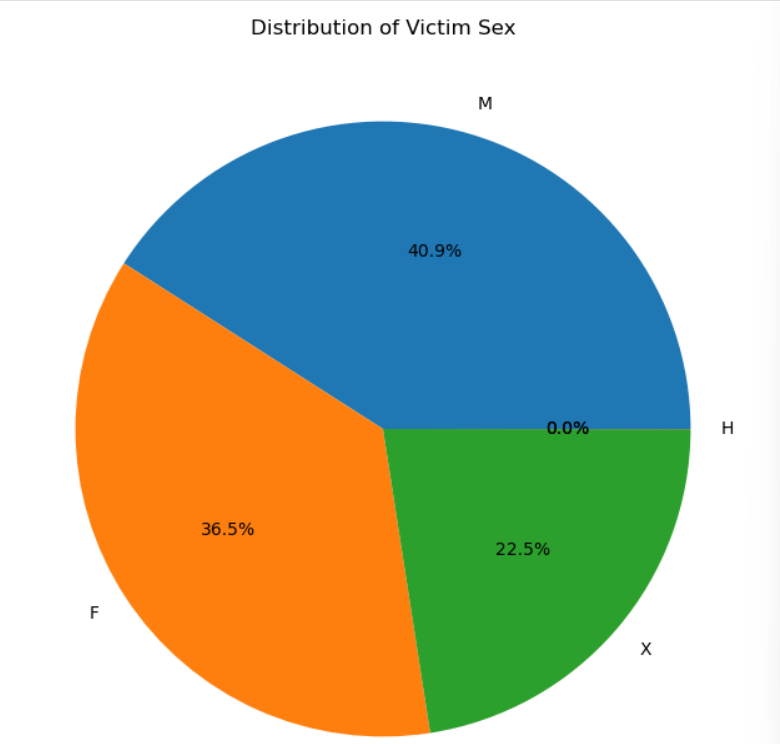 Distribution of Victim Sex
M
40.9%
0.0%
H
36.5%
22.5%
F
X